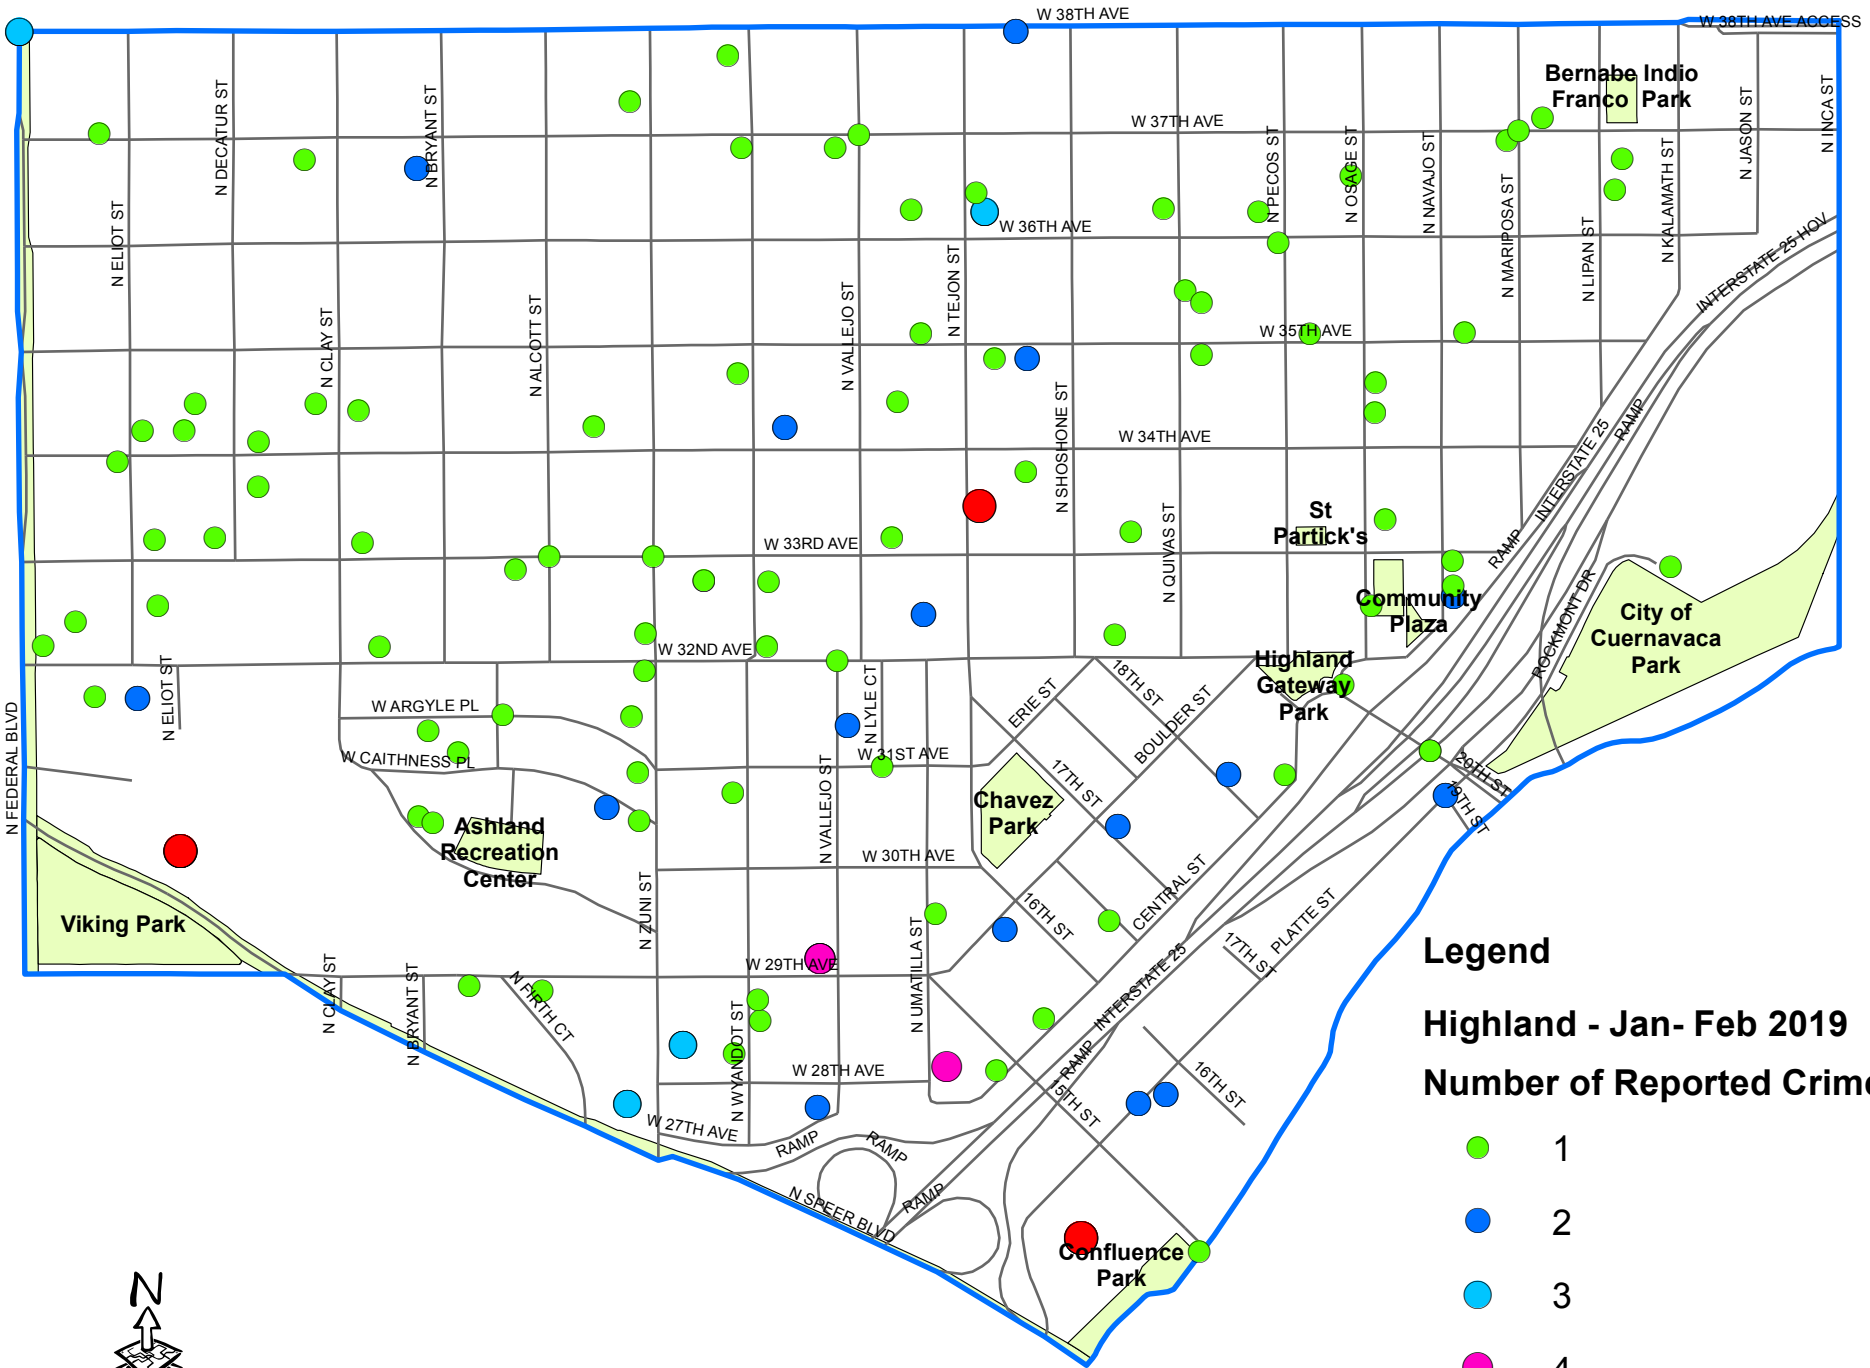 W 38TH AVE
W 38TH AVE ACCESS
Bernabe Indio
Franco Park
N DECATUR ST
N BRYANT ST
N JASON ST
N INCA ST
W 37TH AVE
N PECOS ST
N OSAGE ST
N NAVAJO ST
N KALAMATH ST
N ELIOT ST
N MARIPOSA ST
N LIPAN ST
W 36TH AVE
N TEJON ST
INTERSTATE 25 HOV
N CLAY ST
N ALCOTT ST
N VALLEJO ST
W 35TH AVE
N SHOSHONE ST
W 34TH AVE
RAMP
INTERSTATE 25
St
Partick's
N QUIVAS ST
W 33RD AVE
RAMP
Community
Plaza
ROCKMONT DR
City of
Cuernavaca
Park
W 32ND AVE
Highland
Gateway
Park
N ELIOT ST
N LYLE CT
ERIE ST
18TH ST
BOULDER ST
W ARGYLE PL
W CAITHNESS PL
W 31ST AVE
N FEDERAL BLVD
N VALLEJO ST
17TH ST
20TH ST
19TH ST
Chavez
Park
Ashland
Recreation
Center
W 30TH AVE
CENTRAL ST
Viking Park
N ZUNI ST
16TH ST
PLATTE ST
17TH ST
Legend
W 29TH AVE
N UMATILLA ST
N CLAY ST
N BRYANT ST
N FIRTH CT
INTERSTATE 25
Highland - Jan- Feb 2019
N WYANDOT ST
W 28TH AVE
RAMP
15TH ST
16TH ST
Number of Reported Crime
W 27TH AVE
RAMP
RAMP
1
N SPEER BLVD
RAMP
2
Confluence
Park
N
3
4